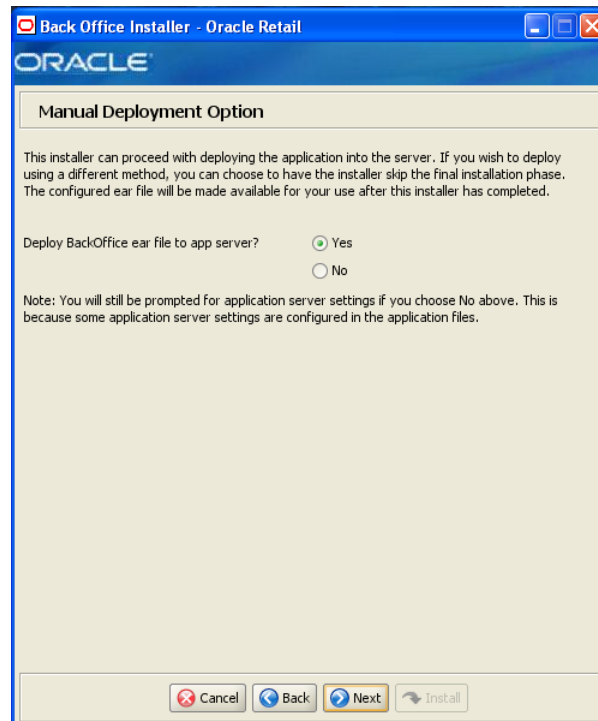 Back Office Installer - Oracle Retail
ORACLE
Manual Deployment Option
This installer can proceed with deploying the application into the server. If you wish to deploy
using a different method, you can choose to have the installer skip the final installation phase.
The configured ear file will be made available for your use after this installer has completed.
Deploy BackOffice ear file to app server?
Yes
No
Note: You will still be prompted for application server settings if you choose No above. This is
because some application server settings are configured in the application files.
Cancel Back Next Install